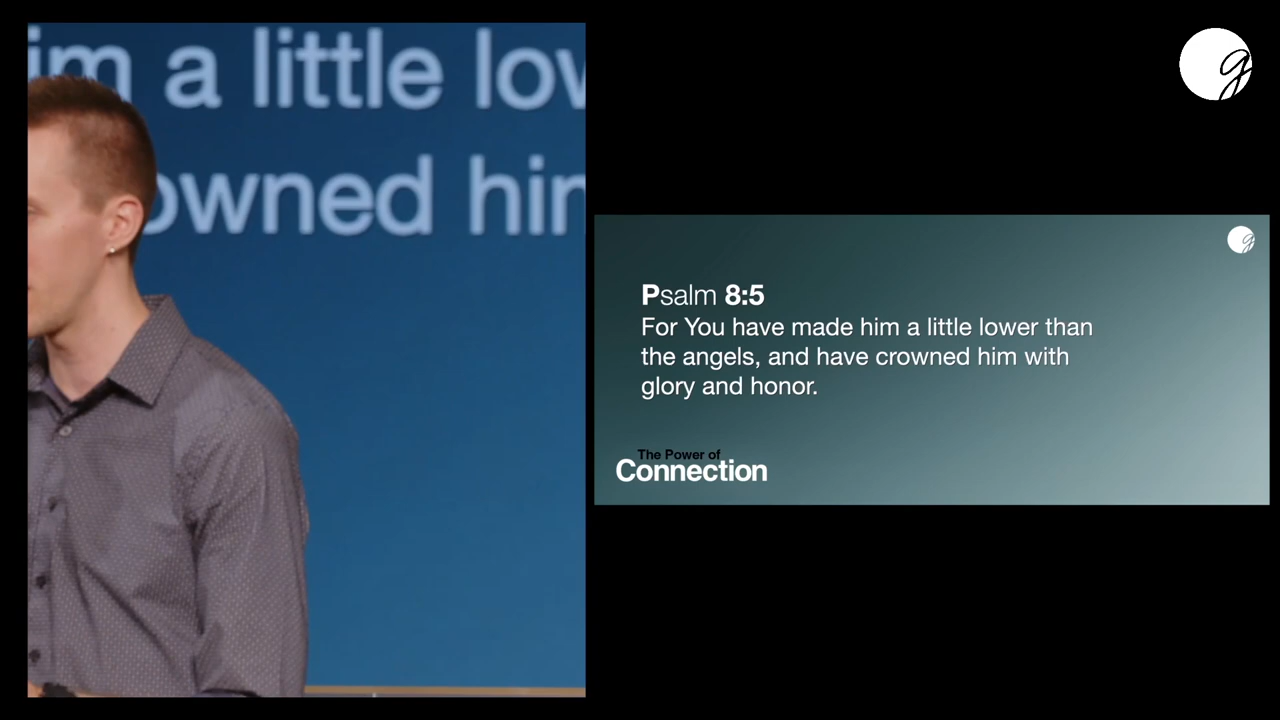 im a little low
owned him
g
Psalm 8:5
For You have made him a little lower than
the angels, and have crowned him with
glory and honor.
g
The Power of
Connection